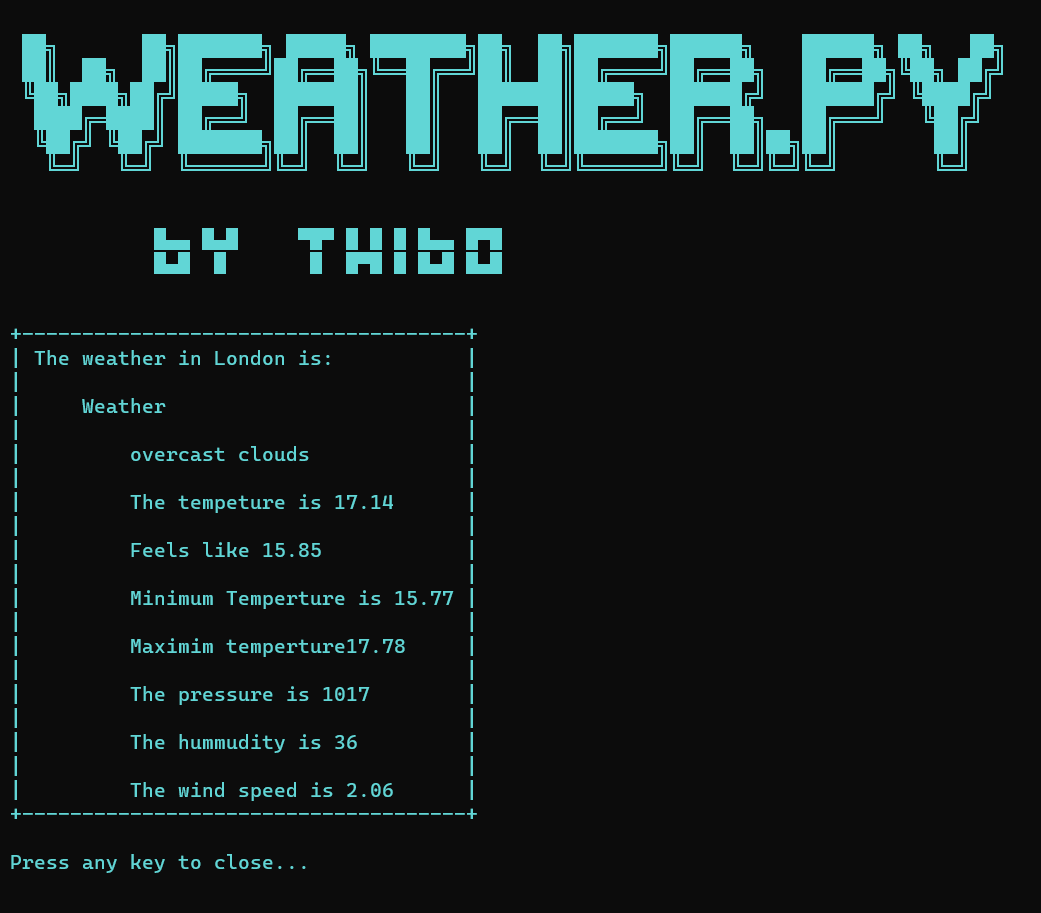 WEATHER.PY
by Thibo
The weather in London is:
Weather
overcast clouds
The tempeture is 17.14
Feels like 15.85
Minimum Temperture is 15.77
Maximim temperture17.78
The pressure is 1017
The hummudity is 36
The wind speed is 2.06
Press any key to close...